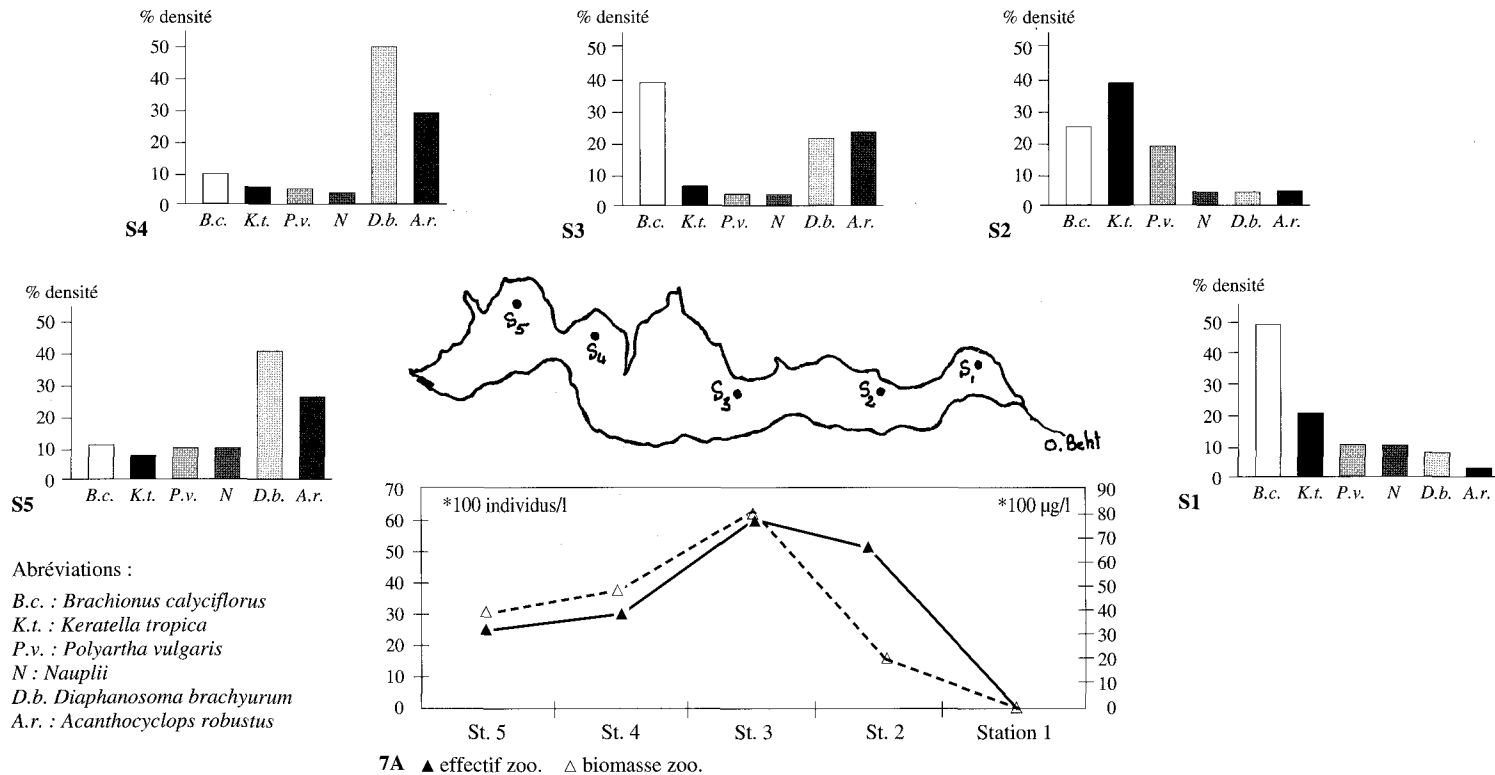 % densité
50
40
30
20
10
0
B.c. K.t. P.v. N D.b. A.r.
S4
% densité
50
40
30
20
10
0
B.c. K.t. P.v. N D.b. A.r.
S3
% densité
50
40
30
20
10
0
B.c. K.t. P.v. N D.b. A.r.
S2
% densité
50
40
30
20
10
0
B.c. K.t. P.v. N D.b. A.r.
S5
S5
S4
S3
S2
S1
O. Beht
% densité
50
40
30
20
10
0
B.c. K.t. P.v. N D.b. A.r.
S1
Abréviations :
B.c. : Brachionus calyciflorus
K.t. : Keratella tropica
P.v. : Polyartha vulgaris
N : Nauplii
D.b. Diaphanosoma brachyurum
A.r. : Acanthocyclops robustus
*100 individus/l *100 µg/l
70
60
50
40
30
20
10
0
90
80
70
60
50
40
30
20
10
0
St. 5 St. 4 St. 3 St. 2 Station 1
7A ▲ effectif zoo. △ biomasse zoo.